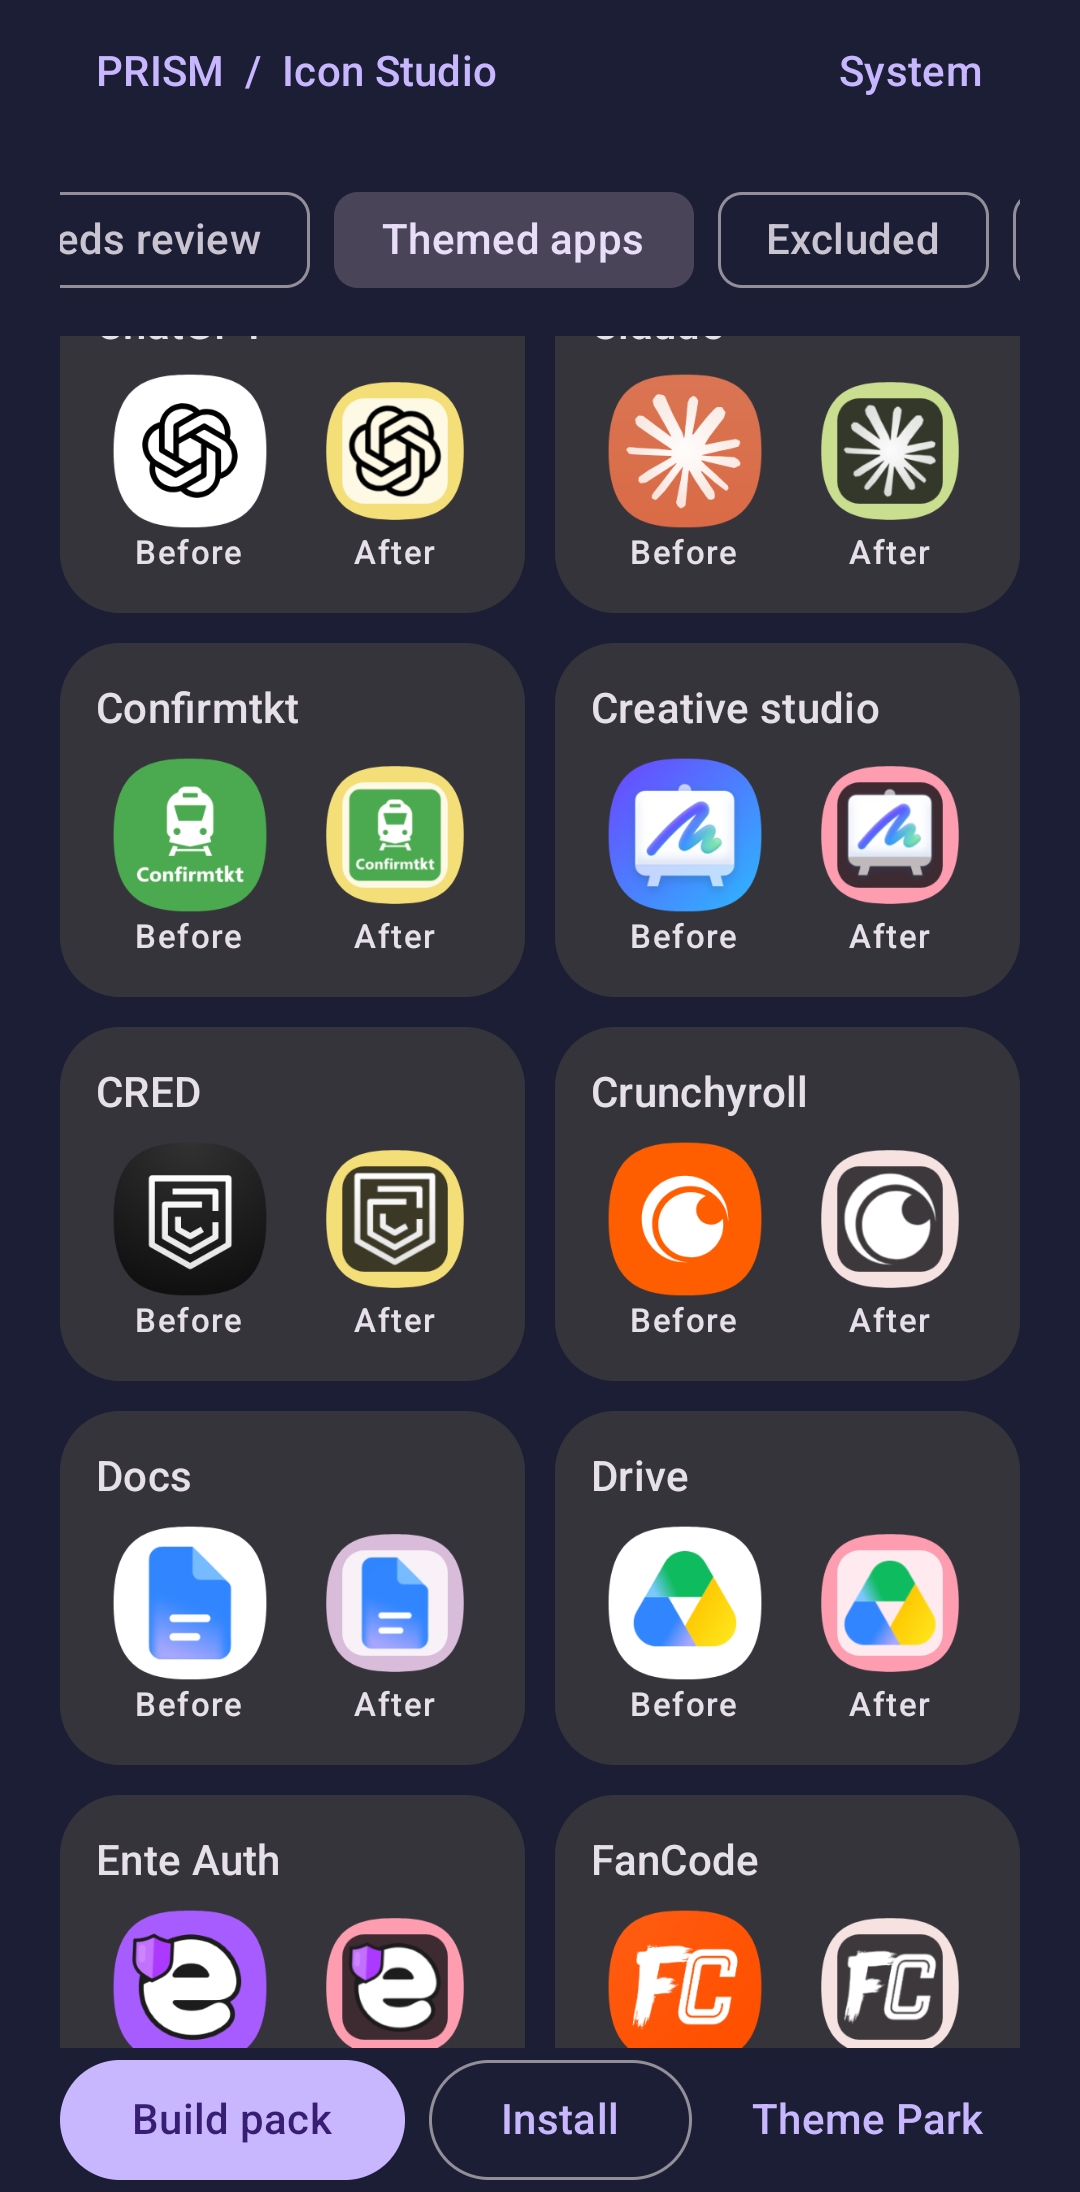 PRISM / Icon Studio
System
eds review
Themed apps
Excluded
ChatGPT
Claude
Before
After
Before
After
Confirmtkt
Creative studio
Confirmtkt
Confirmtkt
Before
After
Before
After
CRED
Crunchyroll
Before
After
Before
After
Docs
Drive
Before
After
Before
After
Ente Auth
FanCode
e
e
FC
FC
Build pack
Install
Theme Park